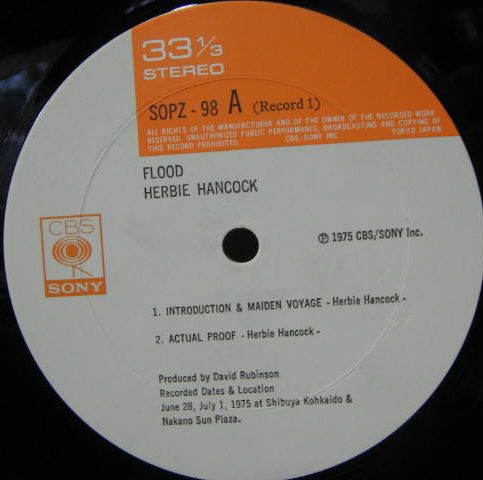 33 1/3
STEREO
SOPZ - 98 A (Record 1)
ALL RIGHTS OF THE MANUFACTURER AND OF THE OWNER OF THE RECORDED WORK
RESERVED. UNAUTHORIZED PUBLIC PERFORMANCE, BROADCASTING AND COPYING OF
THIS RECORD PROHIBITED CBS/SONY INC. TOKYO JAPAN
FLOOD
HERBIE HANCOCK
CBS
SONY
℗ 1975 CBS/SONY Inc.
1. INTRODUCTION & MAIDEN VOYAGE - Herbie Hancock -
2. ACTUAL PROOF - Herbie Hancock -
Produced by David Rubinson
Recorded Dates & Location
June 28, July 1, 1975 at Shibuya Kohkaido &
Nakano Sun Plaza.